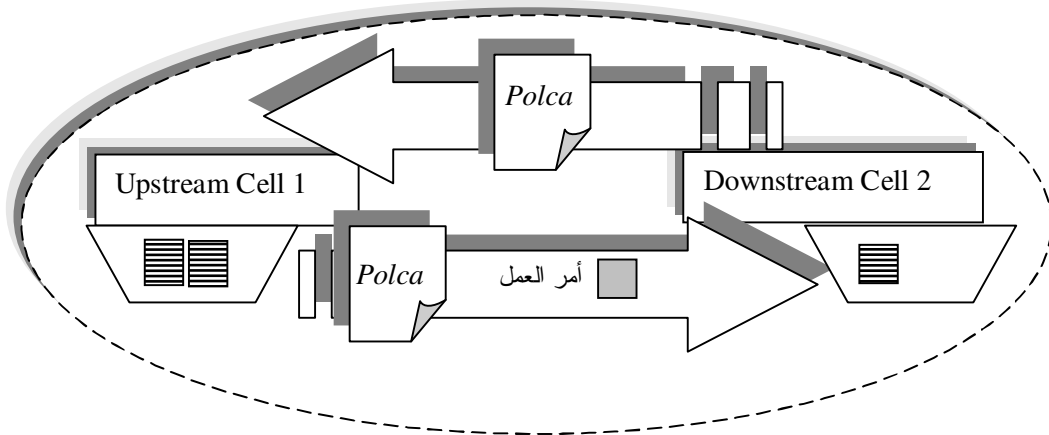 Polca
Upstream Cell 1
Downstream Cell 2
Polca
أمر العمل